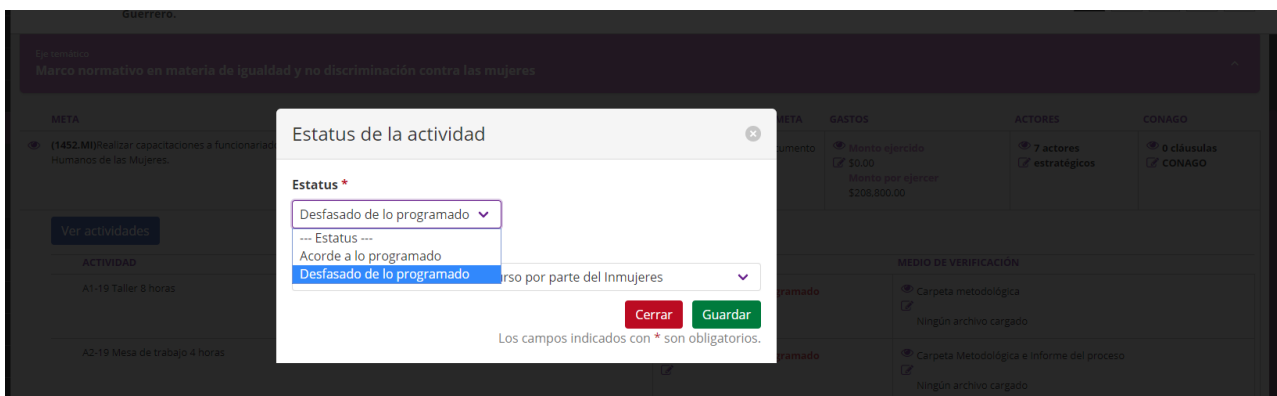 Guerrero.
Eje temático
Marco normativo en materia de igualdad y no discriminación contra las mujeres
META
META
GASTOS
ACTORES
CONAGO
(1452.MI)Realizar capacitaciones a funcionariad
Humanos de las Mujeres.
cumento
Monto ejercido
$0.00
Monto por ejercer
$208,800.00
7 actores
estratégicos
0 cláusulas
CONAGO
Estatus de la actividad
Estatus *
Desfasado de lo programado
--- Estatus ---
Acorde a lo programado
Desfasado de lo programado
rso por parte del Inmujeres
Cerrar
Guardar
Los campos indicados con * son obligatorios.
Ver actividades
ACTIVIDAD
MEDIO DE VERIFICACIÓN
A1-19 Taller 8 horas
gramado
Carpeta metodológica
Ningún archivo cargado
A2-19 Mesa de trabajo 4 horas
gramado
Carpeta Metodológica e informe del proceso
Ningún archivo cargado